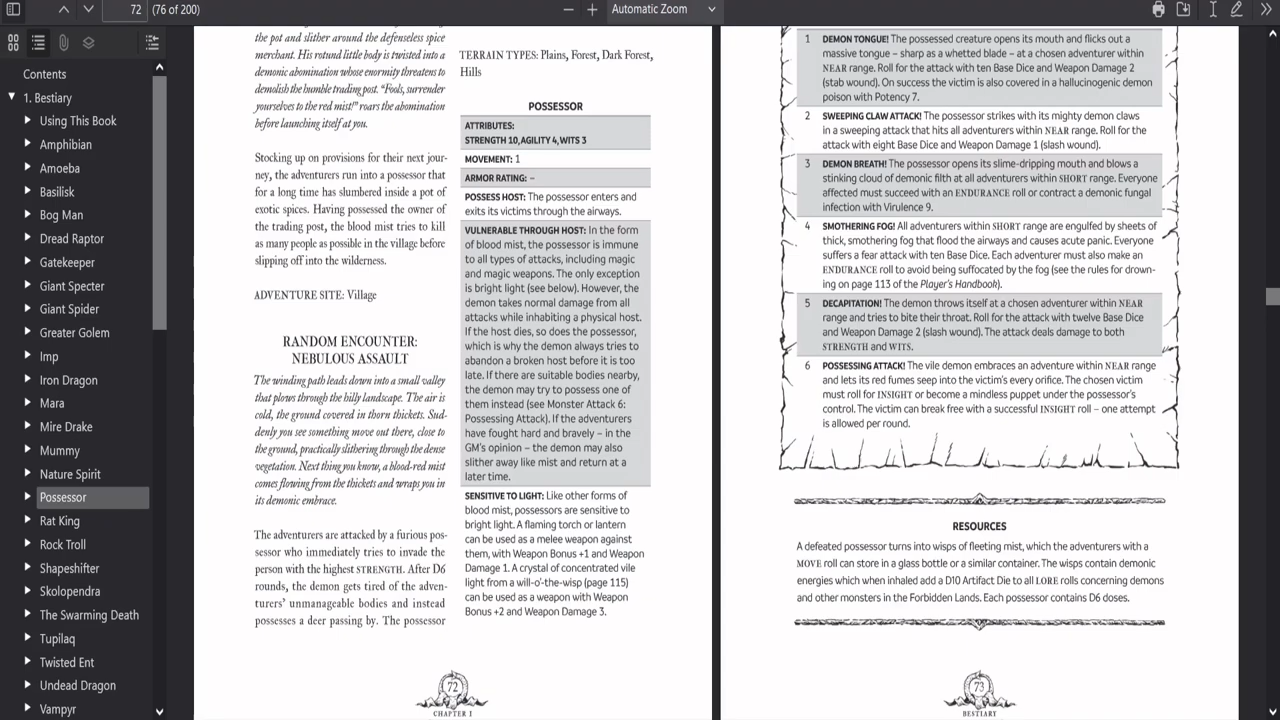 72
(76 of 200)
Automatic Zoom
Contents
1. Bestiary
Using This Book
Amphibian
Amoeba
Basilisk
Bog Man
Dread Raptor
Gatekeeper
Giant Specter
Giant Spider
Greater Golem
Imp
Iron Dragon
Mara
Mire Drake
Mummy
Nature Spirit
Possessor
Rat King
Rock Troll
Shapeshifter
Skolopendra
The Swarming Death
Tupilaq
Twisted Ent
Undead Dragon
Vampyr
the pot and slither around the defenseless spice
merchant. His rotund little body is twisted into a
demonic abomination whose enormity threatens to
demolish the humble trading post. “Fools, surrender
yourselves to the red mist!” roars the abomination
before launching itself at you.
Stocking up on provisions for their next jour-
ney, the adventurers run into a possessor that
for a long time has slumbered inside a pot of
exotic spices. Having possessed the owner of
the trading post, the blood mist tries to kill
as many people as possible in the village before
slipping off into the wilderness.
ADVENTURE SITE: Village
RANDOM ENCOUNTER:
NEBULOUS ASSAULT
The winding path leads down into a small valley
that plows through the hilly landscape. The air is
cold, the ground covered in thorn thickets. Sud-
denly you see something move out there, close to
the ground, practically slithering through the dense
vegetation. Next thing you know, a blood-red mist
comes flowing from the thickets and wraps you in
its demonic embrace.
The adventurers are attacked by a furious pos-
sessor who immediately tries to invade the
person with the highest STRENGTH. After D6
rounds, the demon gets tired of the adven-
turers’ unmanageable bodies and instead
possesses a deer passing by. The possessor
TERRAIN TYPES: Plains, Forest, Dark Forest,
Hills
POSSESSOR
ATTRIBUTES:
STRENGTH 10, AGILITY 4, WITS 3
MOVEMENT: 1
ARMOR RATING: –
POSSESS HOST: The possessor enters and
exits its victims through the airways.
VULNERABLE THROUGH HOST: In the form
of blood mist, the possessor is immune
to all types of attacks, including magic
and magic weapons. The only exception
is bright light (see below). However, the
demon takes normal damage from all
attacks while inhabiting a physical host.
If the host dies, so does the possessor,
which is why the demon always tries to
abandon a broken host before it is too
late. If there are suitable bodies nearby,
the demon may try to possess one of
them instead (see Monster Attack 6:
Possessing Attack). If the adventurers
have fought hard and bravely – in the
GM’s opinion – the demon may also
slither away like mist and return at a
later time.
SENSITIVE TO LIGHT: Like other forms of
blood mist, possessors are sensitive to
bright light. A flaming torch or lantern
can be used as a melee weapon against
them, with Weapon Bonus +1 and Weapon
Damage 1. A crystal of concentrated vile
light from a will-o’-the-wisp (page 115)
can be used as a weapon with Weapon
Bonus +2 and Weapon Damage 3.
72
CHAPTER 1
1 DEMON TONGUE! The possessed creature opens its mouth and flicks out a
massive tongue – sharp as a whetted blade – at a chosen adventurer within
NEAR range. Roll for the attack with ten Base Dice and Weapon Damage 2
(stab wound). On success the victim is also covered in a hallucinogenic demon
poison with Potency 7.
2 SWEEPING CLAW ATTACK! The possessor strikes with its mighty demon claws
in a sweeping attack that hits all adventurers within NEAR range. Roll for the
attack with eight Base Dice and Weapon Damage 1 (slash wound).
3 DEMON BREATH! The possessor opens its slime-dripping mouth and blows a
stinking cloud of demonic filth at all adventurers within SHORT range. Everyone
affected must succeed with an ENDURANCE roll or contract a demonic fungal
infection with Virulence 9.
4 SMOTHERING FOG! All adventurers within SHORT range are engulfed by sheets of
thick, smothering fog that flood the airways and causes acute panic. Everyone
suffers a fear attack with ten Base Dice. Each adventurer must also make an
ENDURANCE roll to avoid being suffocated by the fog (see the rules for drown-
ing on page 113 of the Player’s Handbook).
5 DECAPITATION! The demon throws itself at a chosen adventurer within NEAR
range and tries to bite their throat. Roll for the attack with twelve Base Dice
and Weapon Damage 2 (slash wound). The attack deals damage to both
STRENGTH and WITS.
6 POSSESSING ATTACK! The vile demon embraces an adventure within NEAR range
and lets its red fumes seep into the victim’s every orifice. The chosen victim
must roll for INSIGHT or become a mindless puppet under the possessor’s
control. The victim can break free with a successful INSIGHT roll – one attempt
is allowed per round.
RESOURCES
A defeated possessor turns into wisps of fleeting mist, which the adventurers with a
MOVE roll can store in a glass bottle or a similar container. The wisps contain demonic
energies which when inhaled add a D10 Artifact Die to all LORE rolls concerning demons
and other monsters in the Forbidden Lands. Each possessor contains D6 doses.
73
BESTIARY